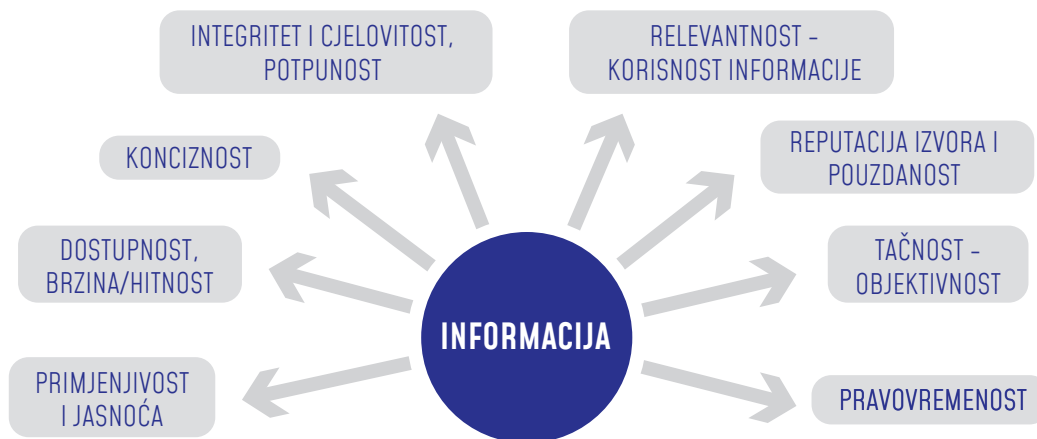 INTEGRITET I CJELOVITOST,
POTPUNOST
RELEVANTNOST -
KORISNOST INFORMACIJE
KONCIZNOST
REPUTACIJA IZVORA I
POUZDANOST
DOSTUPNOST,
BRZINA/HITNOST
TAČNOST -
OBJEKTIVNOST
INFORMACIJA
PRIMJENJIVOST
I JASNOĆA
PRAVOVREMENOST